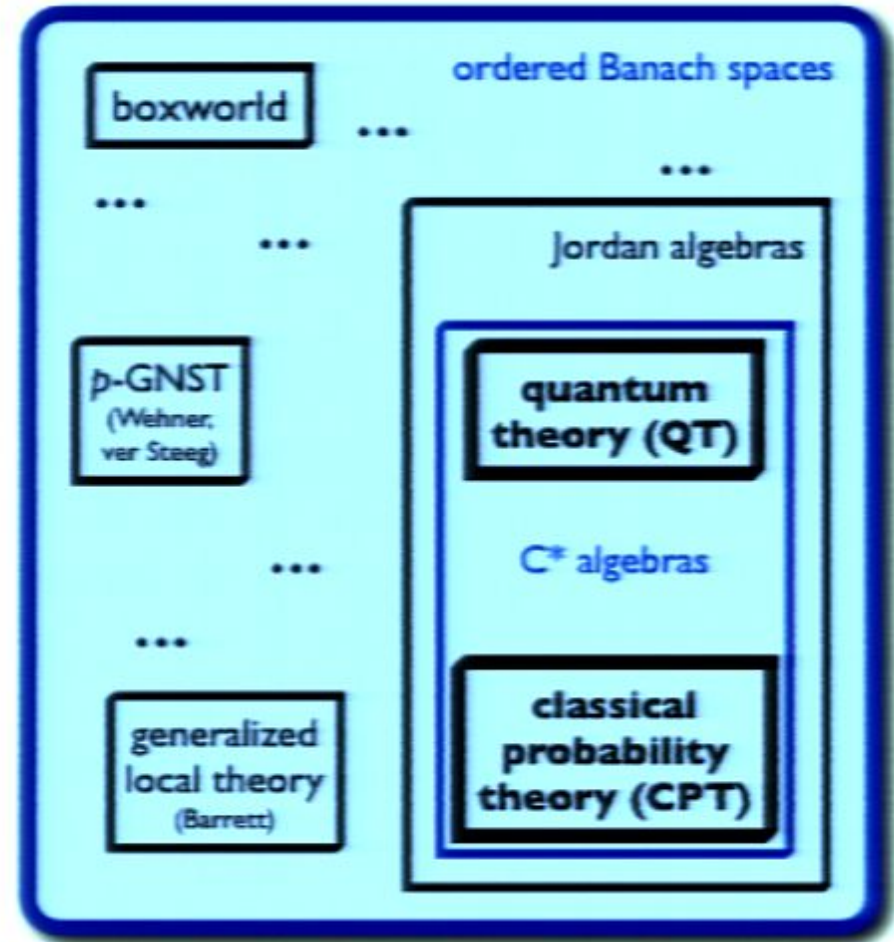 ordered Banach spaces
boxworld
...
...
...
...
Jordan algebras
p-GNST
(Wehner,
ver Steeg)
quantum
theory (QT)
C* algebras
...
...
generalized
local theory
(Barrett)
classical
probability
theory (CPT)